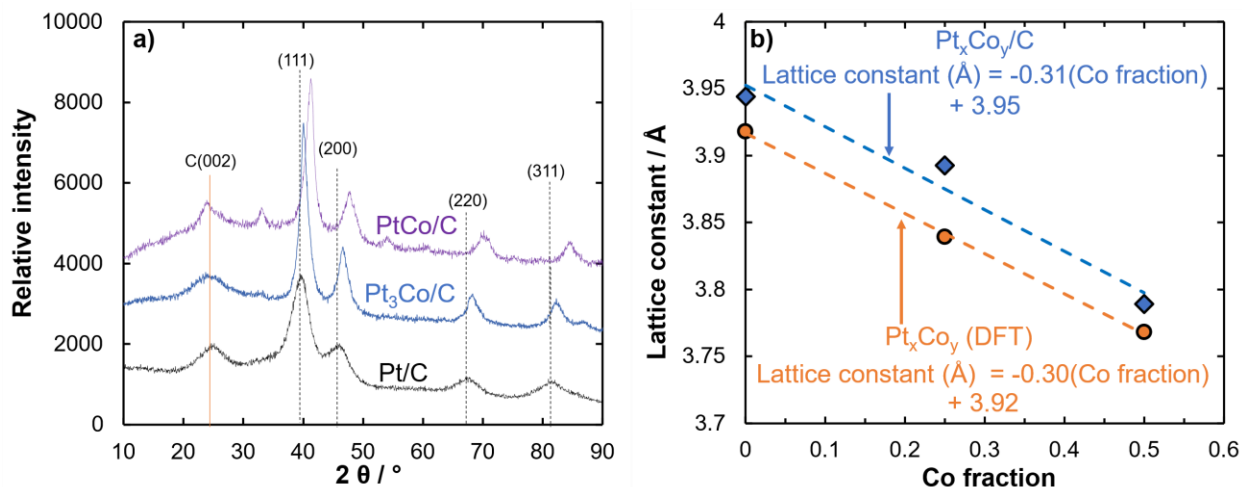 a)
10000
8000
6000
4000
2000
0
Relative intensity
C(002)
(111)
(200)
(220)
(311)
PtCo/C
Pt₃Co/C
Pt/C
10 20 30 40 50 60 70 80 90
2 θ / °
b)
4
3.95
3.9
3.85
3.8
3.75
3.7
Lattice constant / Å
PtₓCoᵧ/C
Lattice constant (Å) = -0.31(Co fraction)
+ 3.95
PtₓCoᵧ (DFT)
Lattice constant (Å) = -0.30(Co fraction)
+ 3.92
0 0.1 0.2 0.3 0.4 0.5 0.6
Co fraction